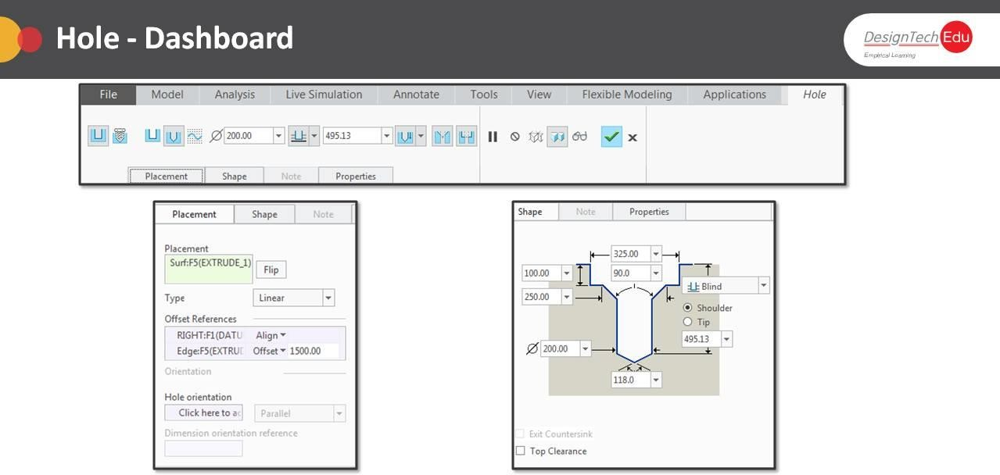 Hole - Dashboard
DesignTech Edu
Empirical Learning
File Model Analysis Live Simulation Annotate Tools View Flexible Modeling Applications Hole
200.00 495.13
Placement Shape Note Properties
Placement Shape Note
Placement
Surf:F5(EXTRUDE_1)
Flip
Type Linear
Offset References
RIGHT:F1(DATU Align
Edge:F5(EXTRUD Offset 1500.00
Orientation
Hole orientation
Click here to ac Parallel
Dimension orientation reference
Shape Note Properties
325.00
100.00 90.0
Blind
250.00
Shoulder
Tip
495.13
200.00
118.0
Exit Countersink
Top Clearance